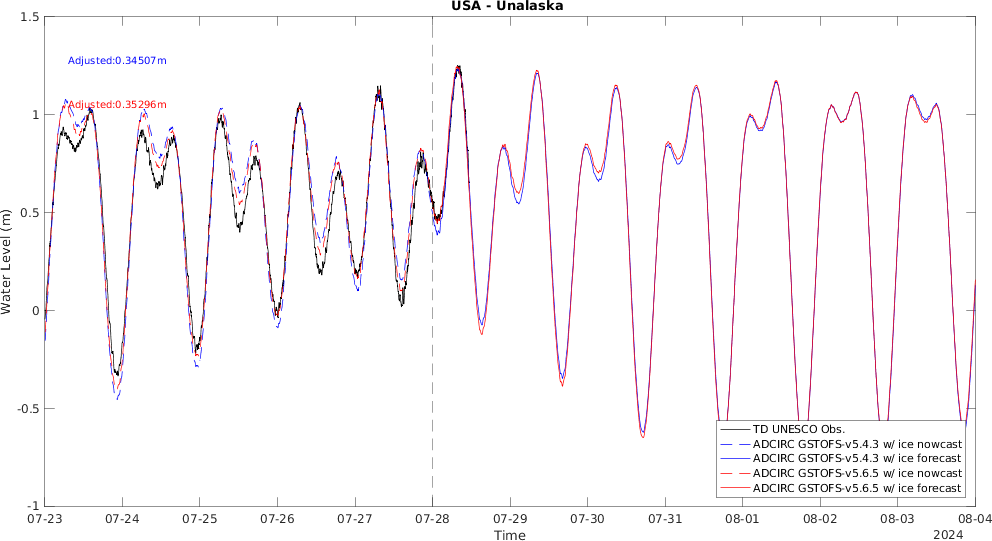 USA - Unalaska
Adjusted:0.34507m
Adjusted:0.35296m
1.5
1
0.5
0
-0.5
-1
Water Level (m)
TD UNESCO Obs.
ADCIRC GSTOFS-v5.4.3 w/ ice nowcast
ADCIRC GSTOFS-v5.4.3 w/ ice forecast
ADCIRC GSTOFS-v5.6.5 w/ ice nowcast
ADCIRC GSTOFS-v5.6.5 w/ ice forecast
07-23 07-24 07-25 07-26 07-27 07-28 07-29 07-30 07-31 08-01 08-02 08-03 08-04
Time
2024